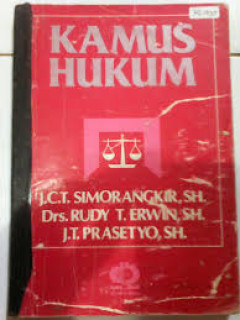 KAMUS
HUKUM
J.C.T. SIMORANGKIR, SH.
Drs. RUDY T. ERWIN, SH.
J.T. PRASETYO, SH.